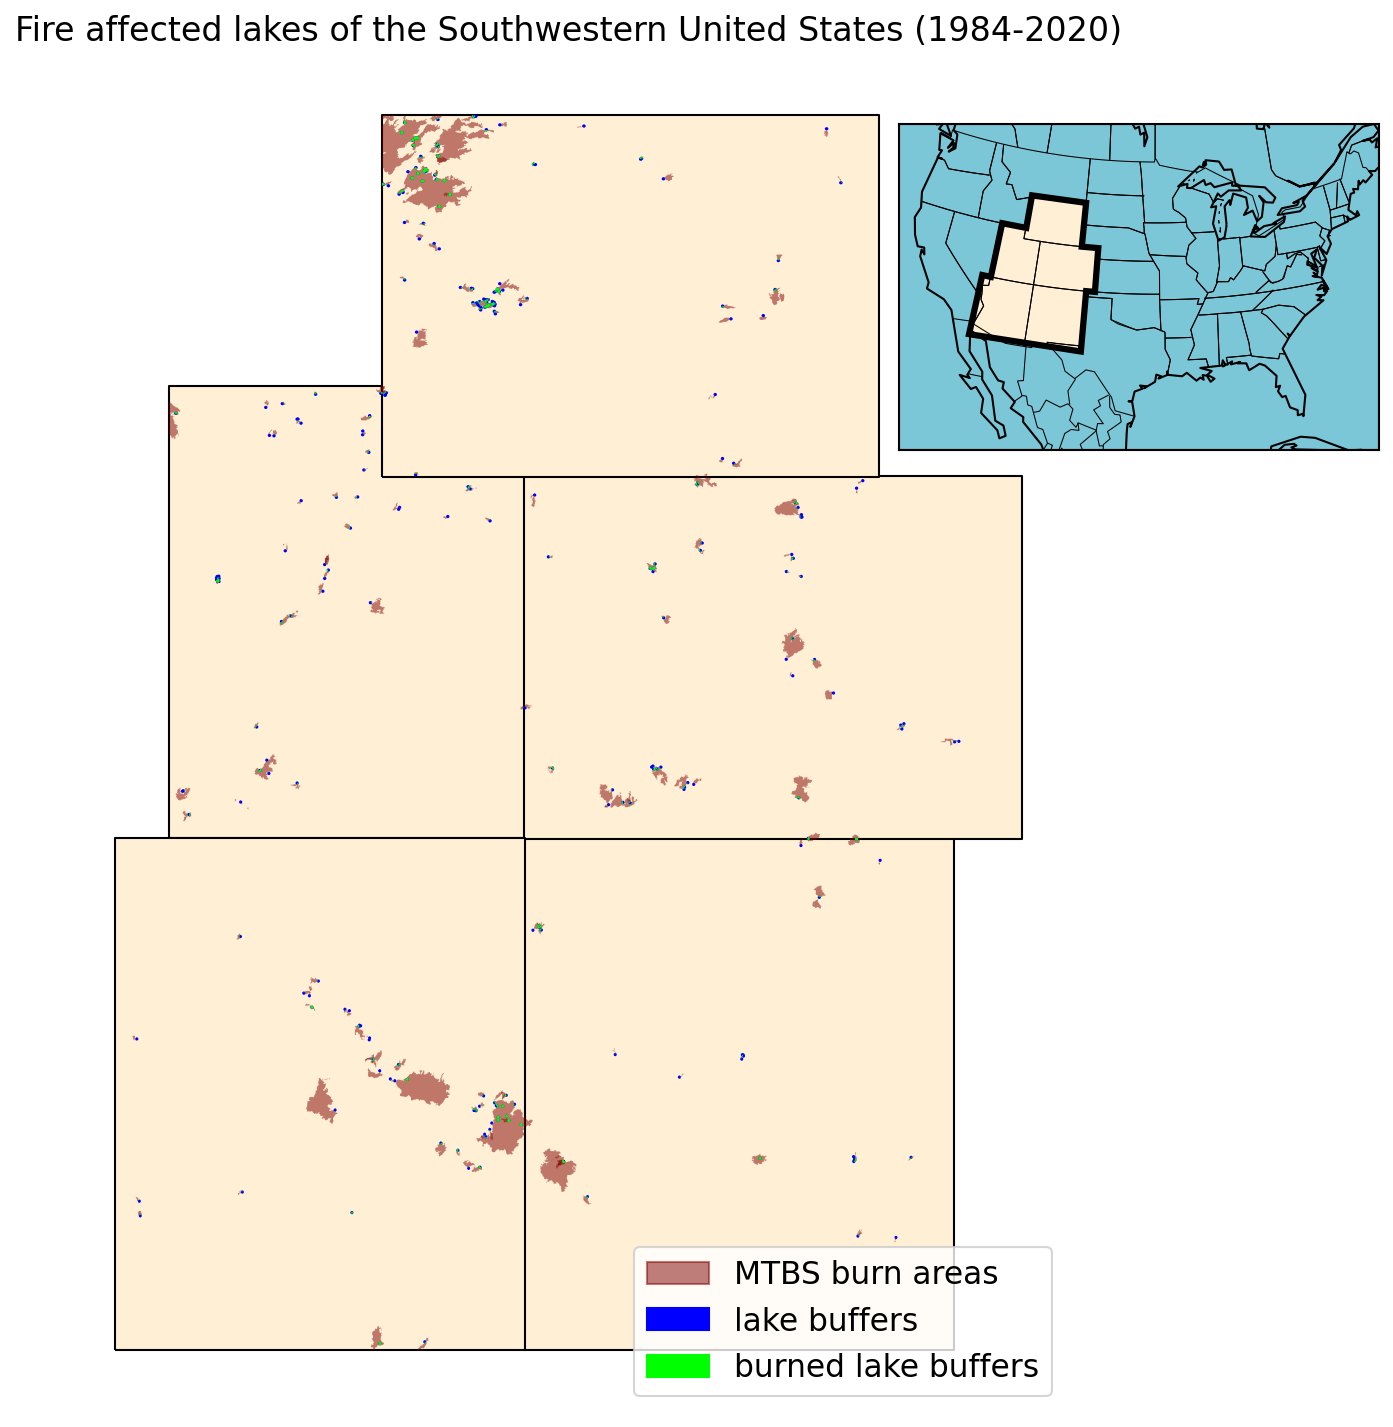 Fire affected lakes of the Southwestern United States (1984-2020)
MTBS burn areas
lake buffers
burned lake buffers